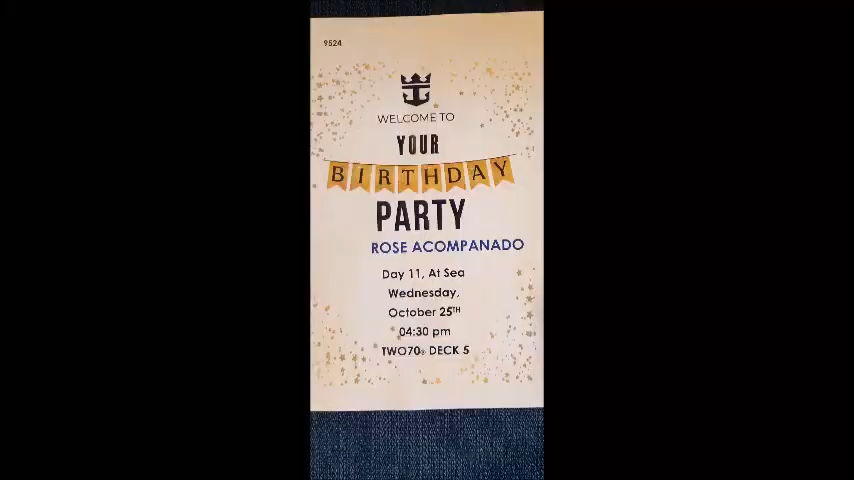 9524
WELCOME TO
YOUR
BIRTHDAY
PARTY
ROSE ACOMPANADO
Day 11, At Sea
Wednesday,
October 25TH
04:30 pm
TWO70® DECK 5